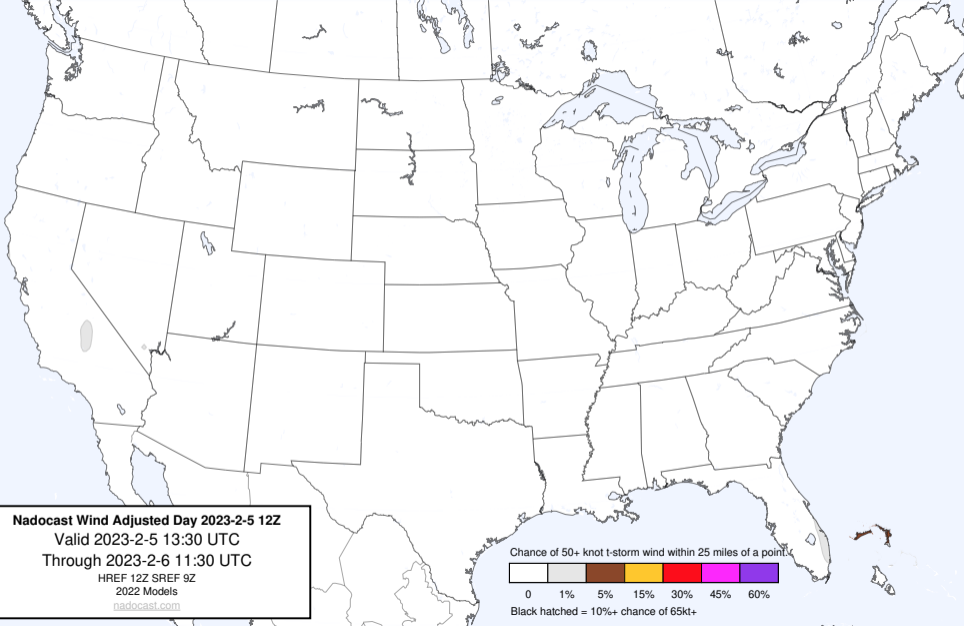 Nadocast Wind Adjusted Day 2023-2-5 12Z
Valid 2023-2-5 13:30 UTC
Through 2023-2-6 11:30 UTC
HREF 12Z SREF 9Z
2022 Models
nadocast.com
Chance of 50+ knot t-storm wind within 25 miles of a point.
0 1% 5% 15% 30% 45% 60%
Black hatched = 10%+ chance of 65kt+